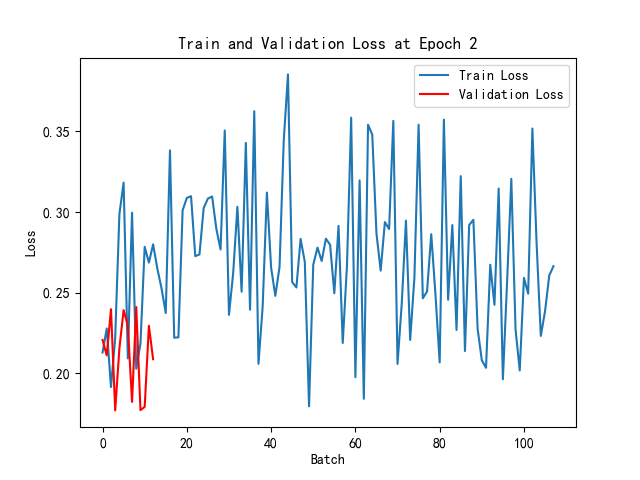 Train and Validation Loss at Epoch 2
Train Loss
Validation Loss
0.35
0.30
0.25
0.20
Loss
0 20 40 60 80 100
Batch